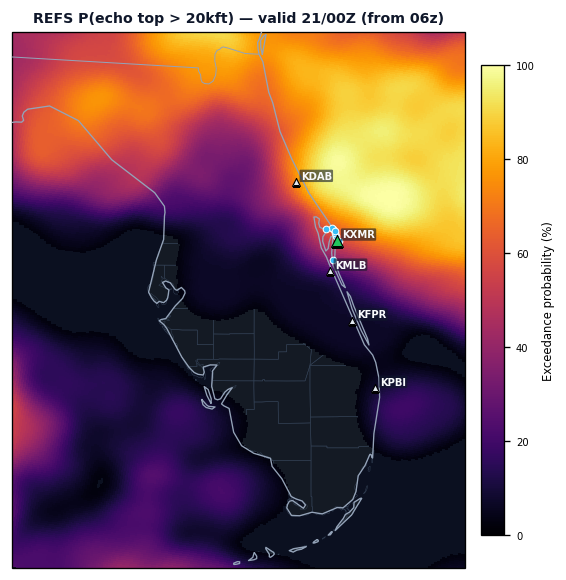 REFS P(echo top > 20kft) — valid 21/00Z (from 06z)
KDAB
KXMR
KMLB
KFPR
KPBI
100
80
60
40
20
0
Exceedance probability (%)